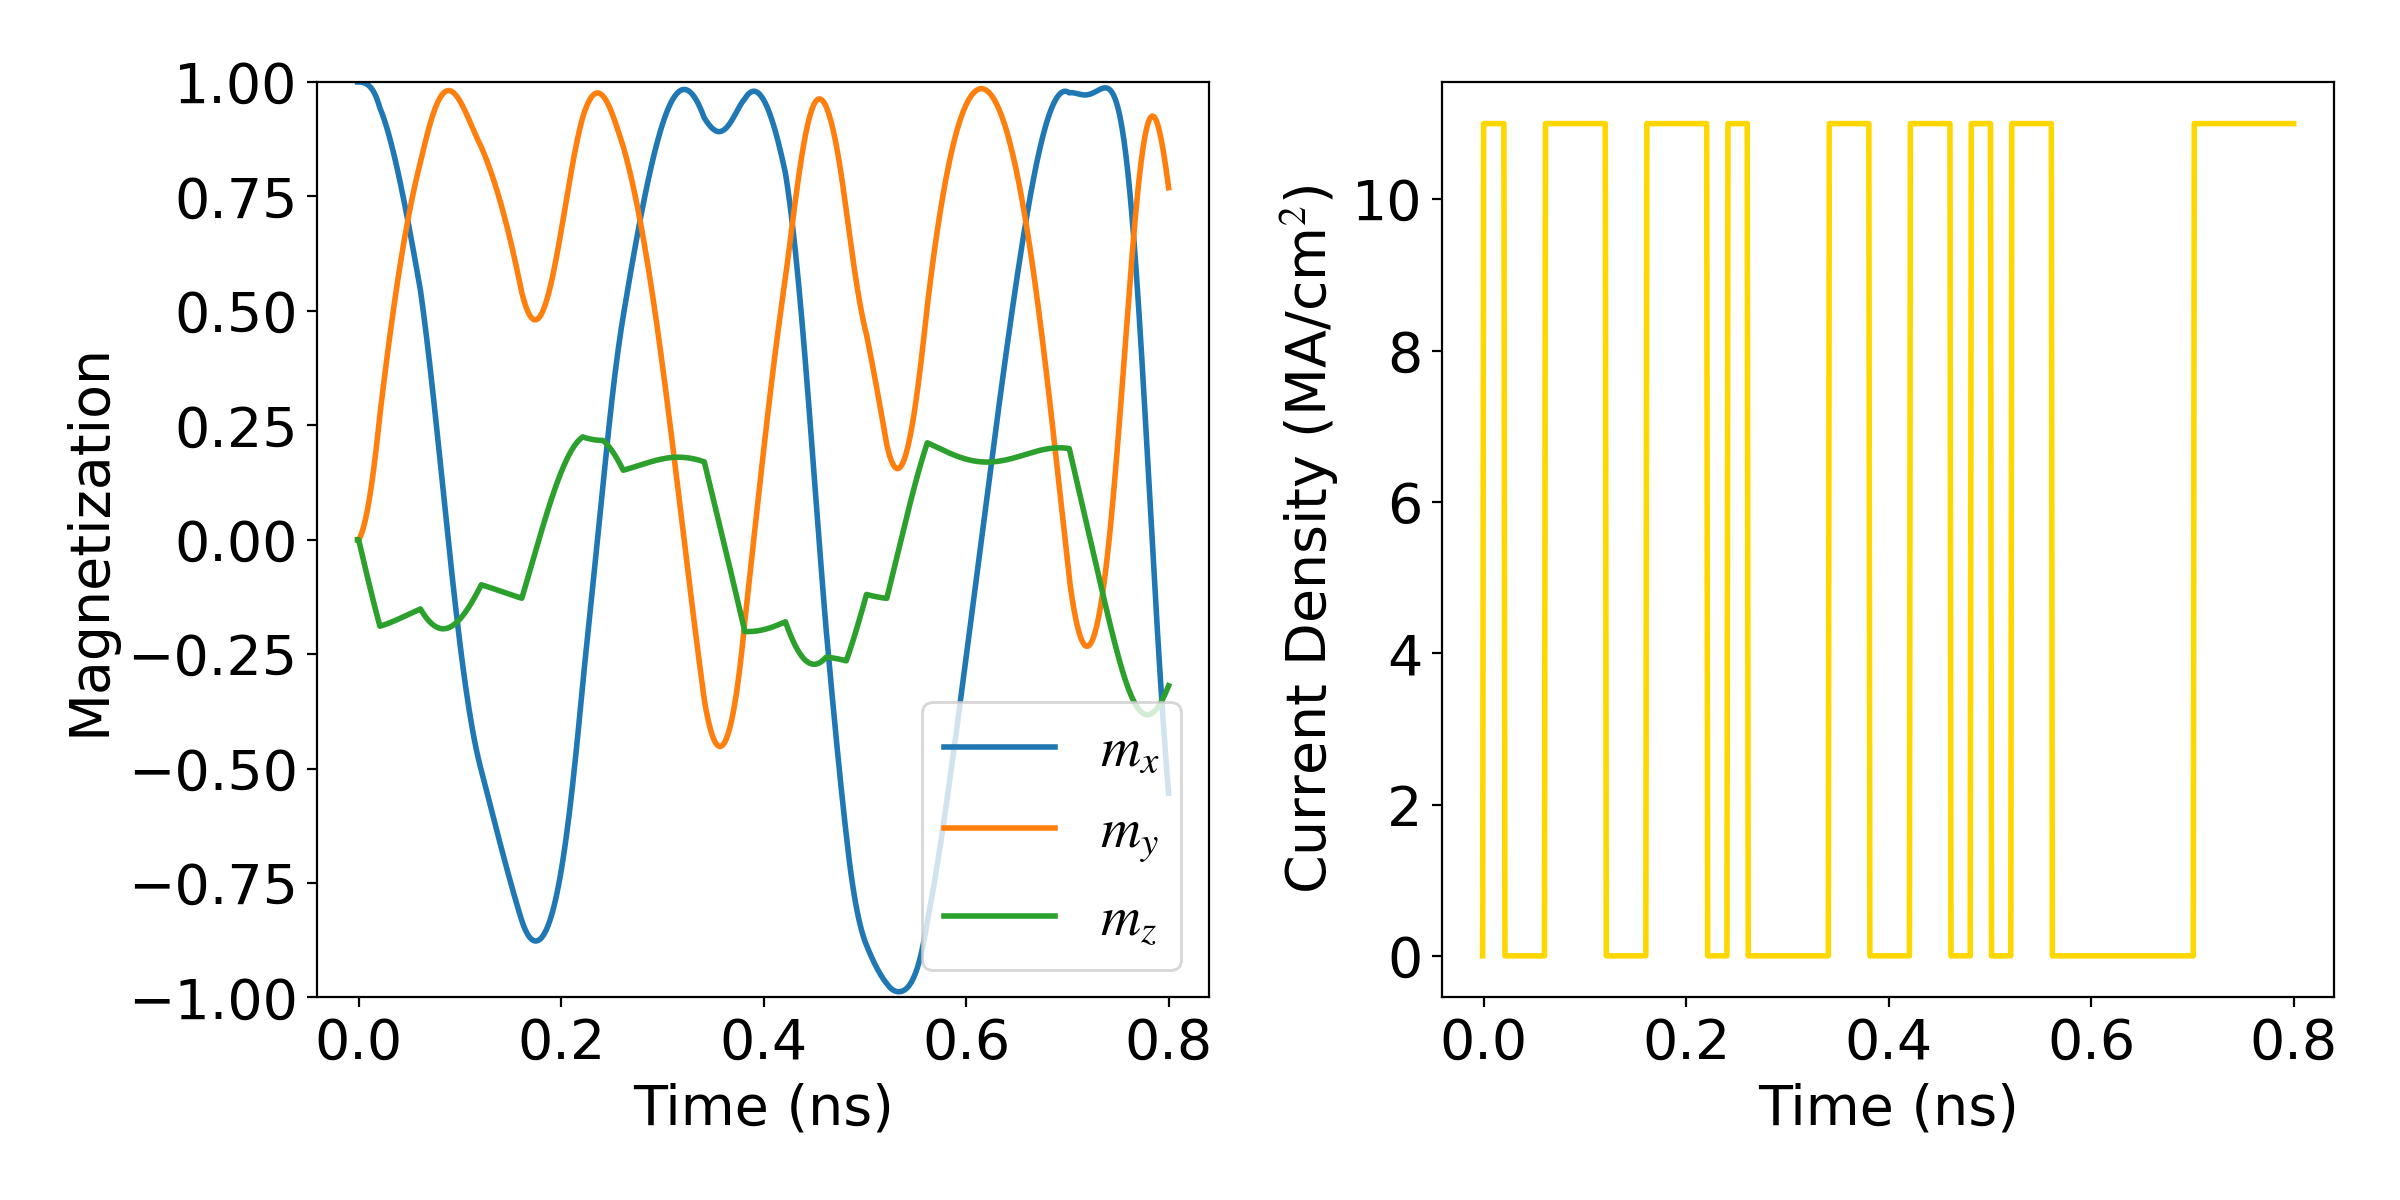 Magnetization
1.00
0.75
0.50
0.25
0.00
−0.25
−0.50
−0.75
−1.00
0.0 0.2 0.4 0.6 0.8
Time (ns)
m_x
m_y
m_z
Current Density (MA/cm²)
10
8
6
4
2
0
0.0 0.2 0.4 0.6 0.8
Time (ns)